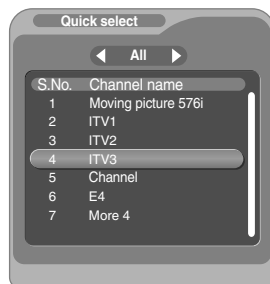 Quick select
All
S.No. Channel name
1 Moving picture 576i
2 ITV1
3 ITV2
4 ITV3
5 Channel
6 E4
7 More 4